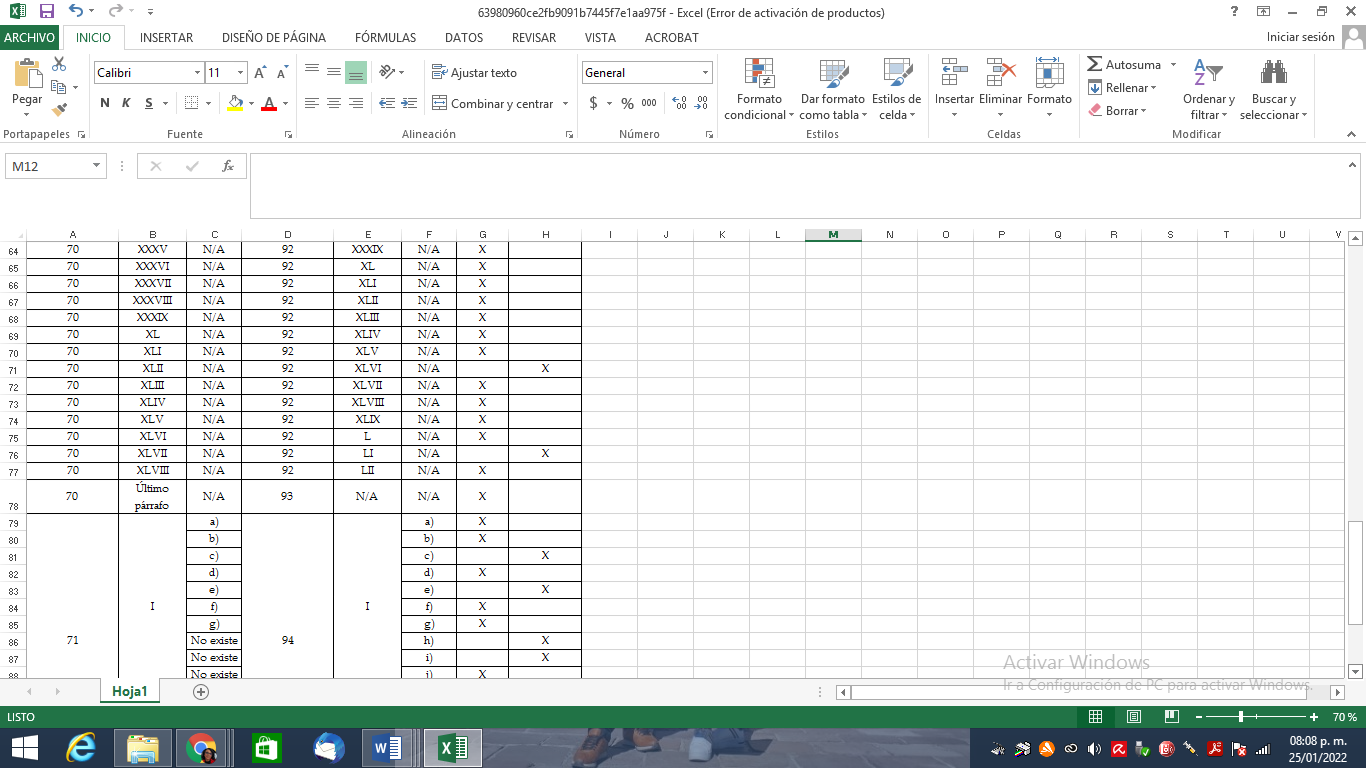 63980960ce2fb9091b7445f7e1aa975f - Excel (Error de activación de productos)
ARCHIVO INICIO INSERTAR DISEÑO DE PÁGINA FÓRMULAS DATOS REVISAR VISTA ACROBAT Iniciar sesión
Pegar
Portapapeles
Calibri 11
N K S
Fuente
Ajustar texto
Combinar y centrar
Alineación
General
$ % 000
Número
Formato condicional
Dar formato como tabla
Estilos de celda
Estilos
Insertar Eliminar Formato
Celdas
Autosuma
Rellenar
Borrar
Ordenar y filtrar
Buscar y seleccionar
Modificar
M12 fx
A B C D E F G H I J K L M N O P Q R S T U V
64 70 XXXV N/A 92 XXXIX N/A X
65 70 XXXVI N/A 92 XL N/A X
66 70 XXXVII N/A 92 XLI N/A X
67 70 XXXVIII N/A 92 XLII N/A X
68 70 XXXIX N/A 92 XLIII N/A X
69 70 XL N/A 92 XLIV N/A X
70 70 XLI N/A 92 XLV N/A X
71 70 XLII N/A 92 XLVI N/A X
72 70 XLIII N/A 92 XLVII N/A X
73 70 XLIV N/A 92 XLVIII N/A X
74 70 XLV N/A 92 XLIX N/A X
75 70 XLVI N/A 92 L N/A X
76 70 XLVII N/A 92 LI N/A X
77 70 XLVIII N/A 92 LII N/A X
78 70 Último párrafo N/A 93 N/A N/A X
79 a) a) X
80 b) b) X
81 c) c) X
82 d) d) X
83 e) e) X
84 I f) I f) X
85 g) g) X
86 71 No existe 94 h) X
87 No existe i) X
88 No existe j) X
Activar Windows
Ir a Configuración de PC para activar Windows.
Hoja1
LISTO 70 %
08:08 p. m.
25/01/2022